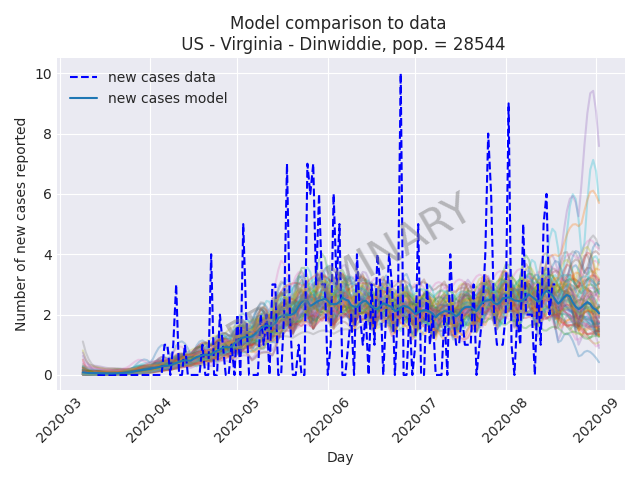 Model comparison to data
US - Virginia - Dinwiddie, pop. = 28544
new cases data
new cases model
PRELIMINARY
Number of new cases reported
10
8
6
4
2
0
2020-03
2020-04
2020-05
2020-06
2020-07
2020-08
2020-09
Day